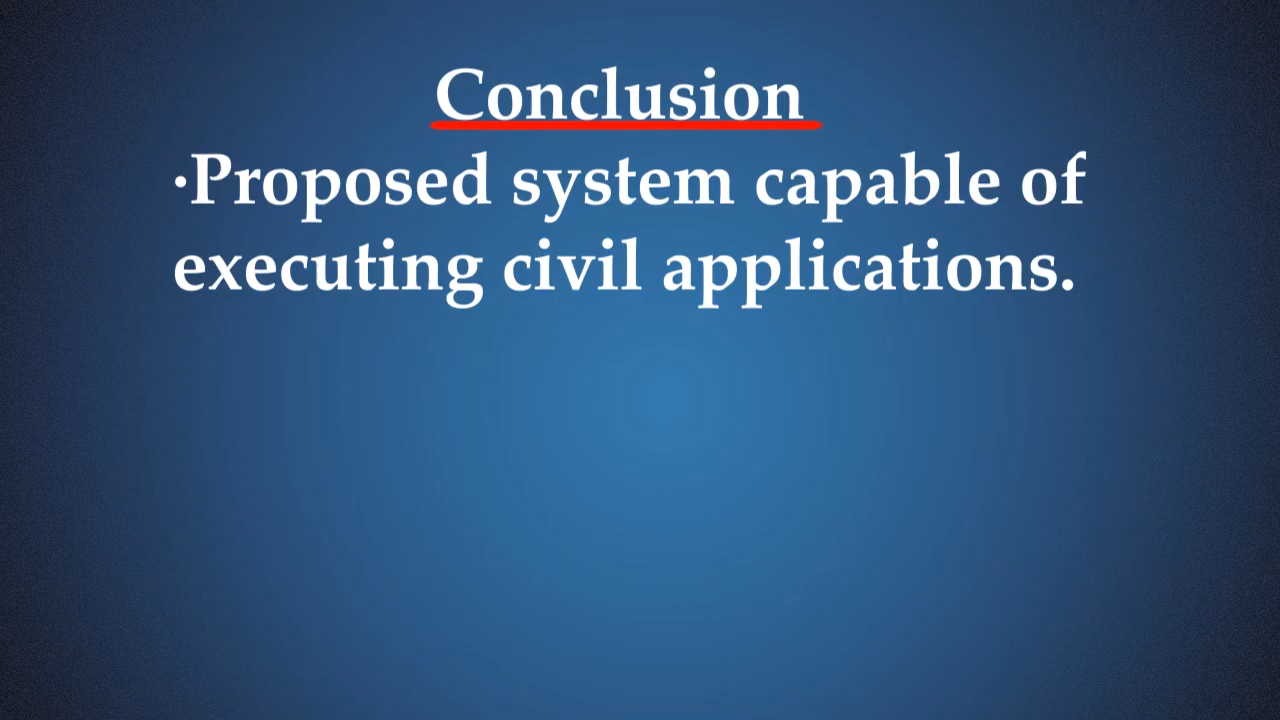 Conclusion
·Proposed system capable of
executing civil applications.